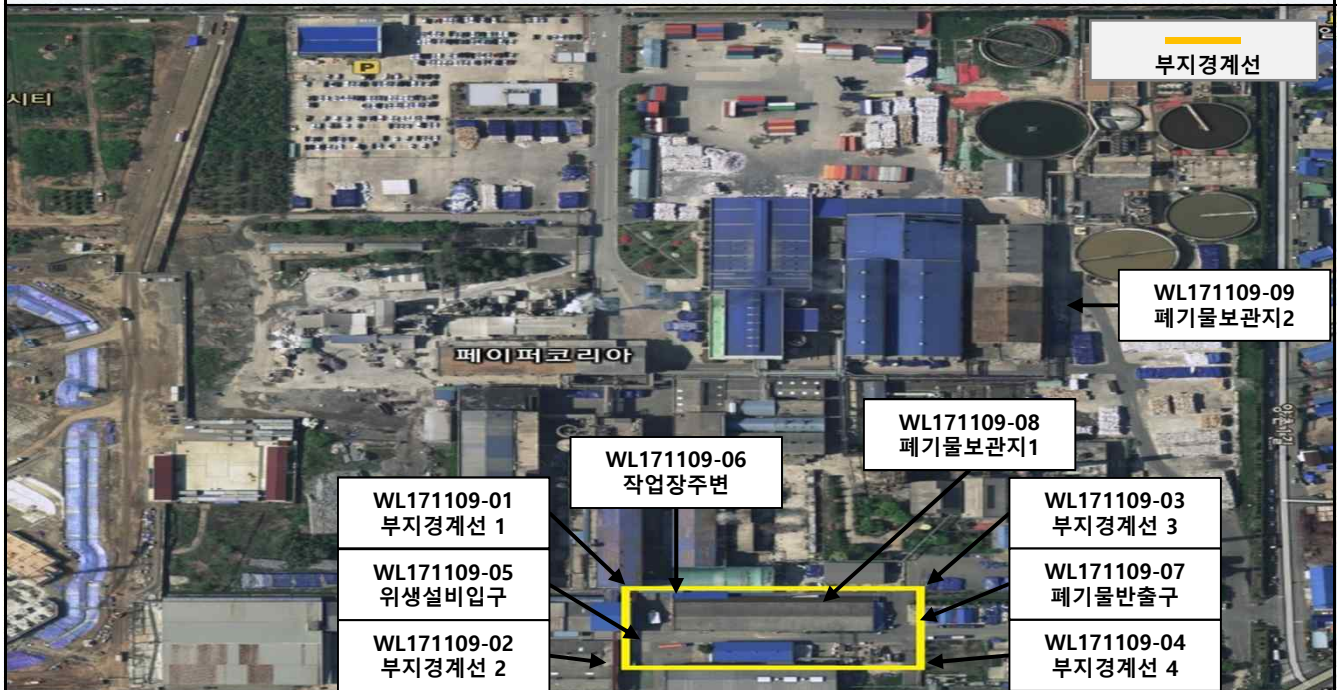 부지경계선
시티
P
페이퍼코리아
WL171109-09
폐기물보관지2
WL171109-08
폐기물보관지1
WL171109-06
작업장주변
WL171109-01
부지경계선 1
WL171109-05
위생설비입구
WL171109-02
부지경계선 2
WL171109-03
부지경계선 3
WL171109-07
폐기물반출구
WL171109-04
부지경계선 4